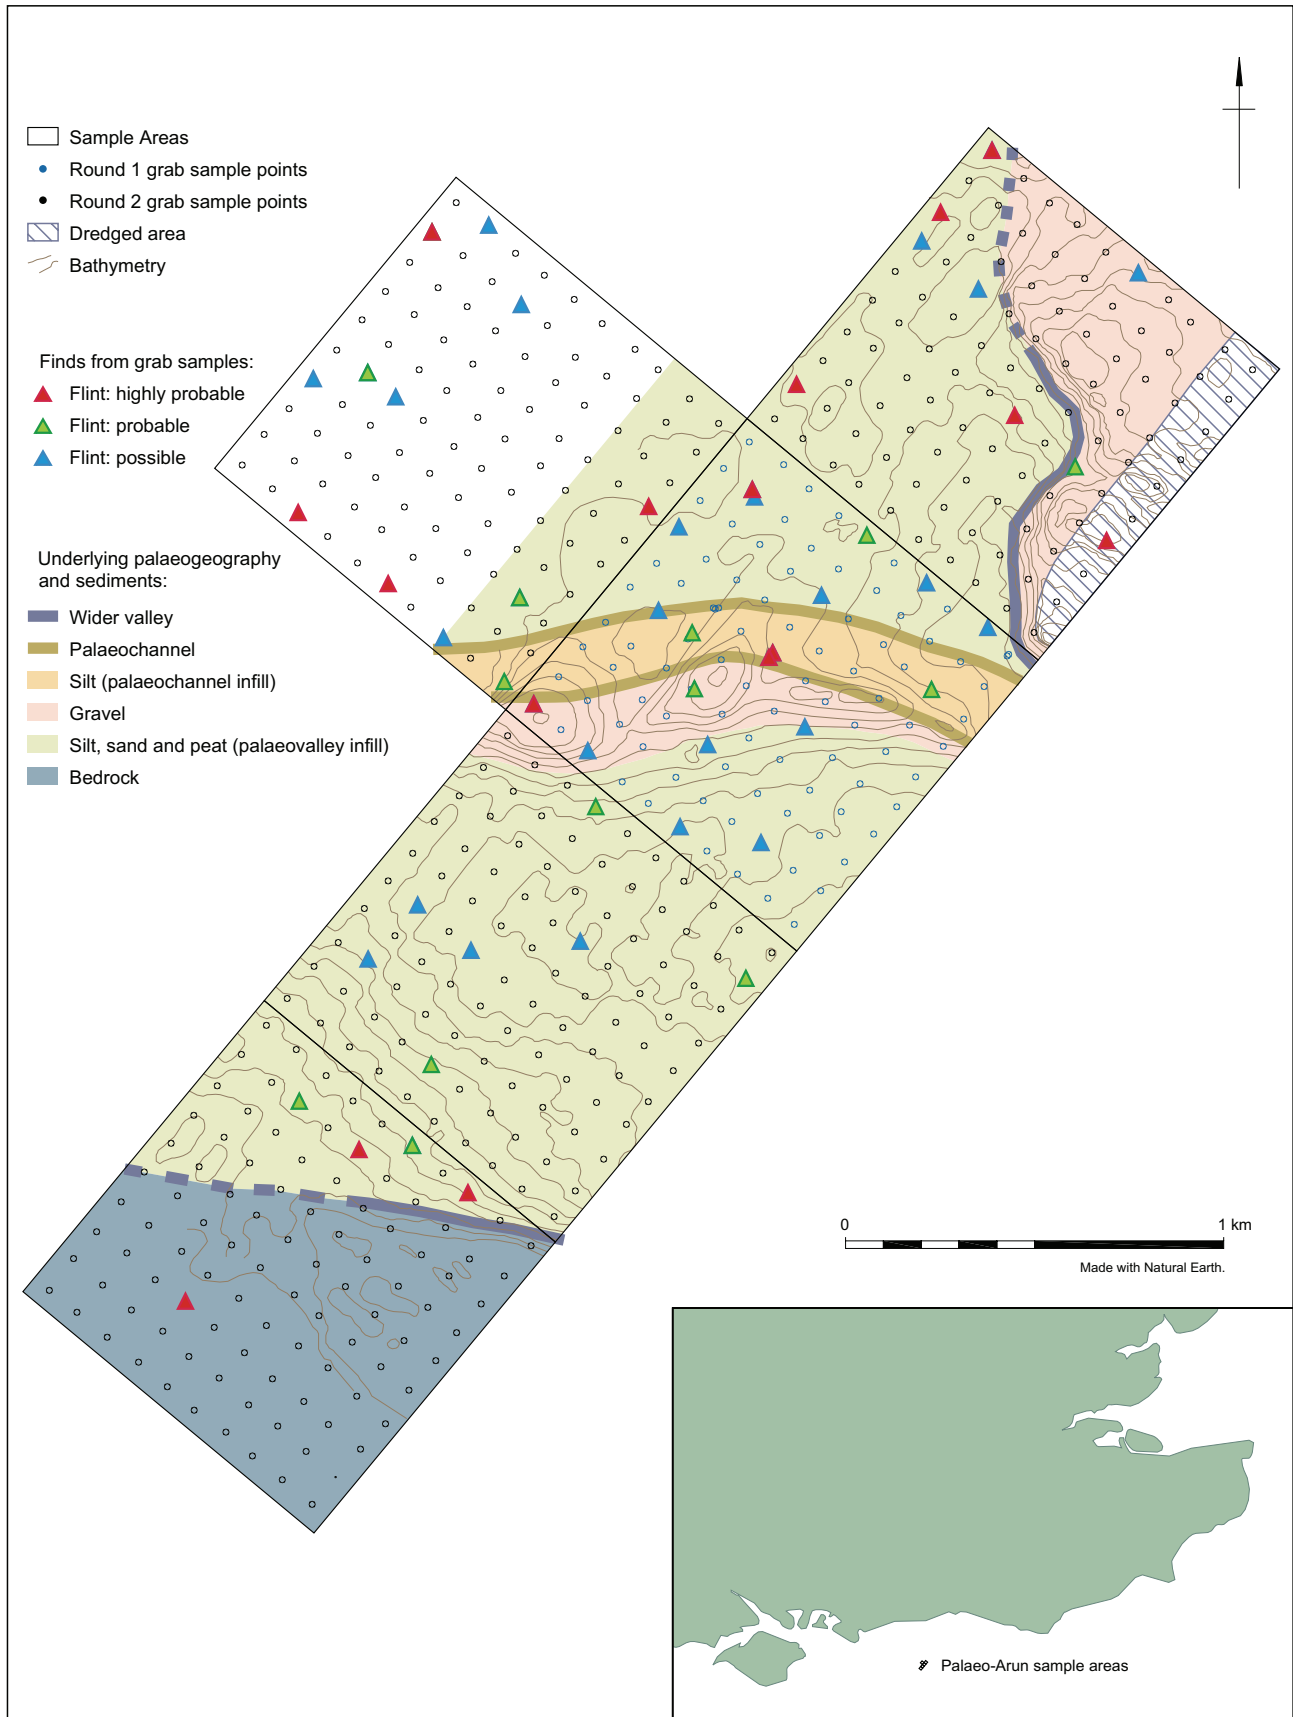 Sample Areas
Round 1 grab sample points
Round 2 grab sample points
Dredged area
Bathymetry
Finds from grab samples:
Flint: highly probable
Flint: probable
Flint: possible
Underlying palaeogeography
and sediments:
Wider valley
Palaeochannel
Silt (palaeochannel infill)
Gravel
Silt, sand and peat (palaeovalley infill)
Bedrock
0 1 km
Made with Natural Earth.
Palaeo-Arun sample areas